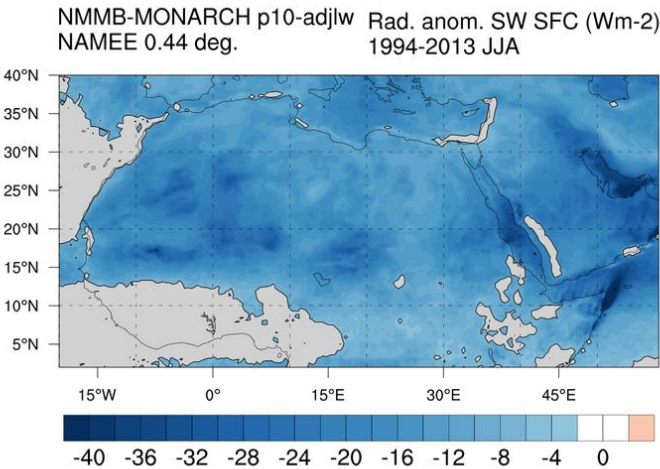 NMMB-MONARCH p10-adjlw Rad. anom. SW SFC (Wm-2)
NAMEE 0.44 deg. 1994-2013 JJA
40°N
35°N
30°N
25°N
20°N
15°N
10°N
5°N
15°W 0° 15°E 30°E 45°E
-40 -36 -32 -28 -24 -20 -16 -12 -8 -4 0